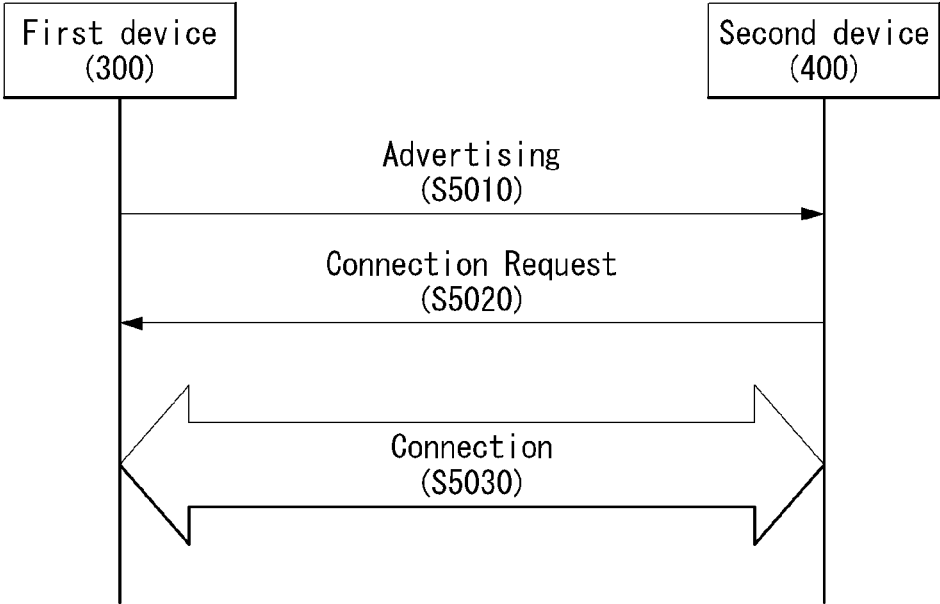 First device
(300)
Second device
(400)
Advertising
(S5010)
Connection Request
(S5020)
Connection
(S5030)